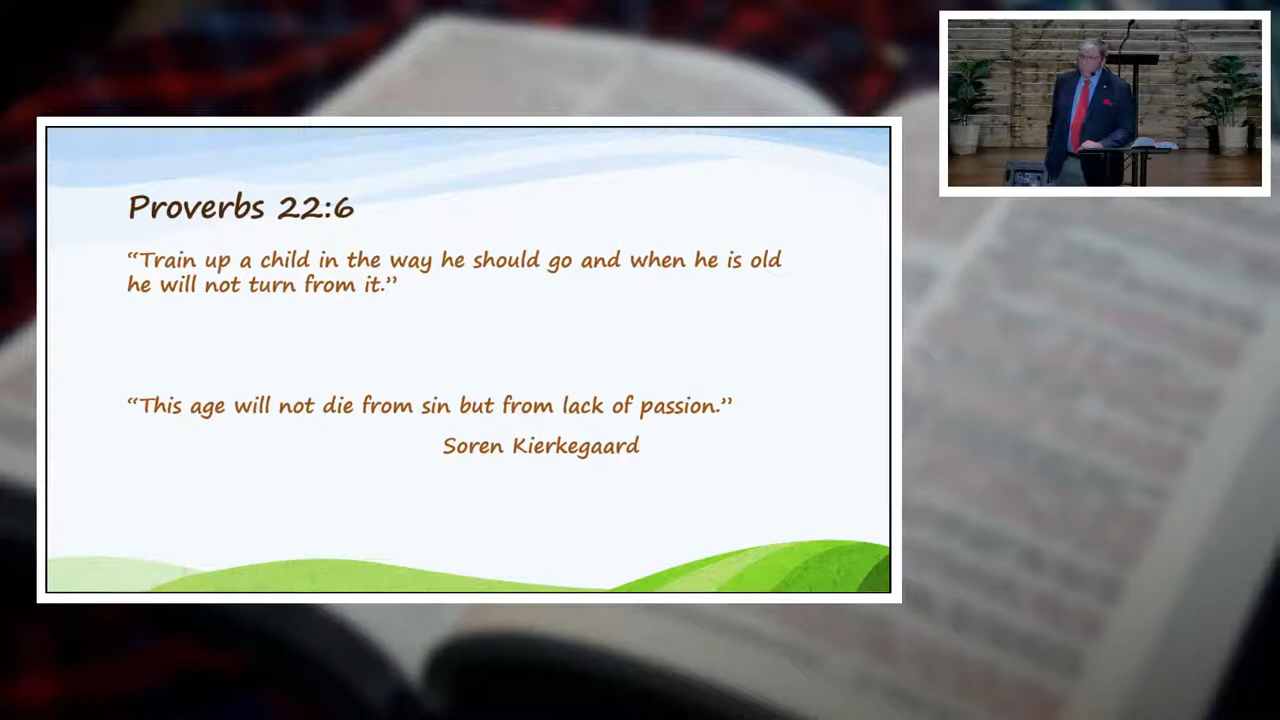 Proverbs 22:6
“Train up a child in the way he should go and when he is old
he will not turn from it.”
“This age will not die from sin but from lack of passion.”
Soren Kierkegaard